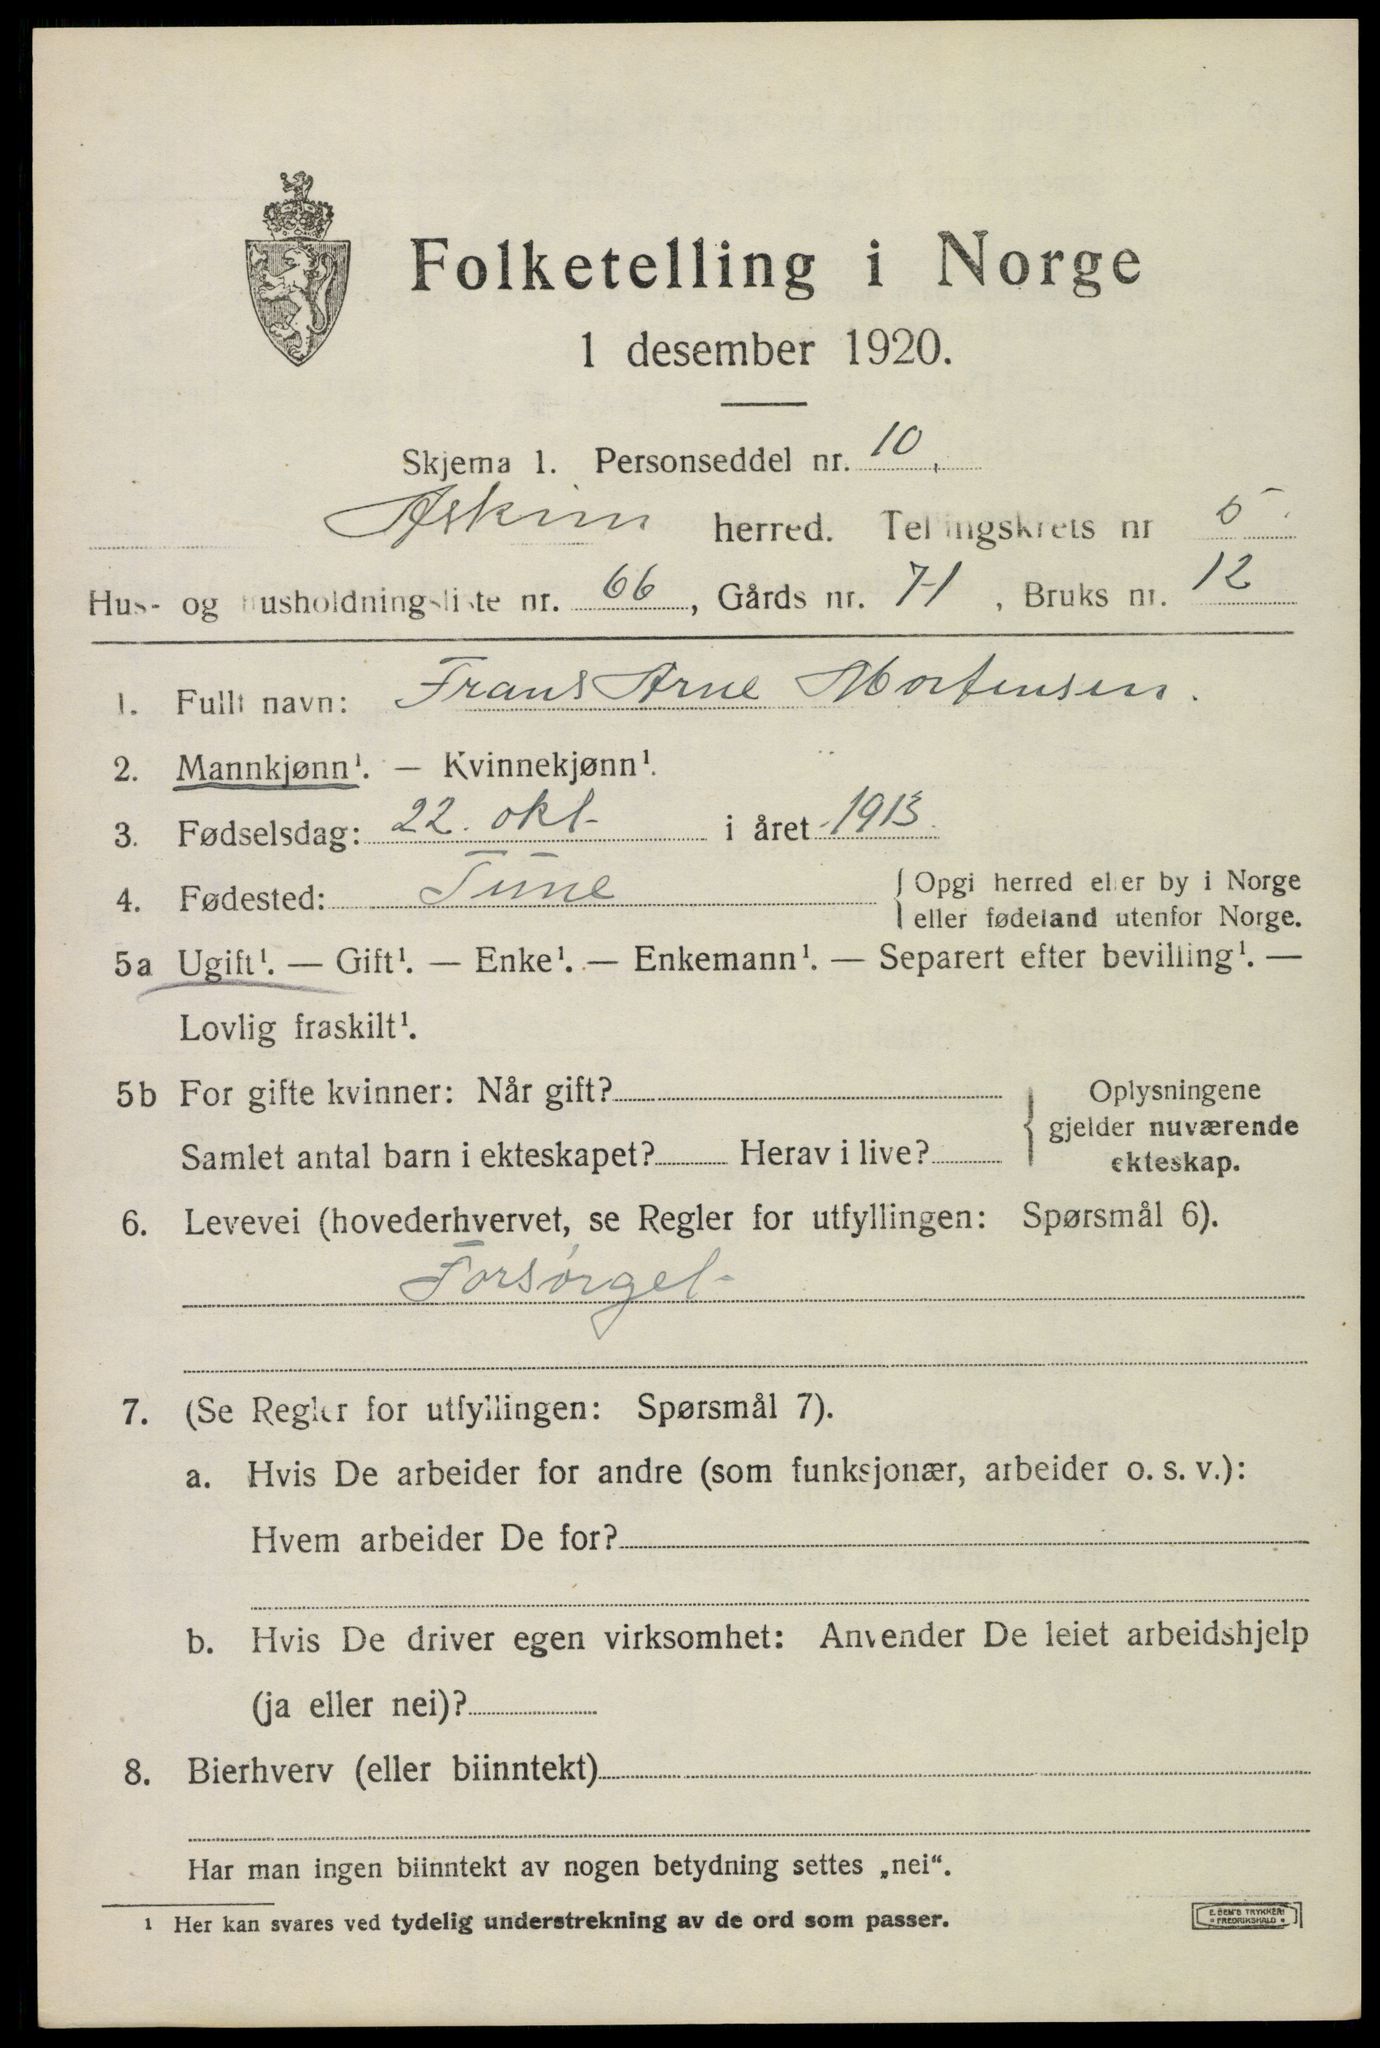 Folketelling i Norge
1 desember 1920.
Skjema 1. Personseddel nr. 10,
Askim herred. Tellingskrets nr 5
Hus- og husholdningsliste nr. 66, Gårds nr. 71, Bruks nr. 12
1. Fullt navn: Frans Arne Mortensen.
2. Mannkjønn¹. — Kvinnekjønn¹.
3. Fødselsdag: 22. okt- i året 1913.
4. Fødested: Tune { Opgi herred eller by i Norge
eller fødeland utenfor Norge.
5a Ugift¹. — Gift¹. — Enke¹. — Enkemann¹. — Separert efter bevilling¹. —
Lovlig fraskilt¹.
5b For gifte kvinner: Når gift? { Oplysningene
gjelder nuværende
Samlet antal barn i ekteskapet? Herav i live? ekteskap.
6. Levevei (hovederhvervet, se Regler for utfyllingen: Spørsmål 6).
Forsørget-
7. (Se Regler for utfyllingen: Spørsmål 7).
a. Hvis De arbeider for andre (som funksjonær, arbeider o. s. v.):
Hvem arbeider De for?
b. Hvis De driver egen virksomhet: Anvender De leiet arbeidshjelp
(ja eller nei)?
8. Bierhverv (eller biinntekt)
Har man ingen biinntekt av nogen betydning settes „nei“.
¹ Her kan svares ved tydelig understrekning av de ord som passer.
E. SEM'S TRYKKERI
• FREDRIKSHALD •